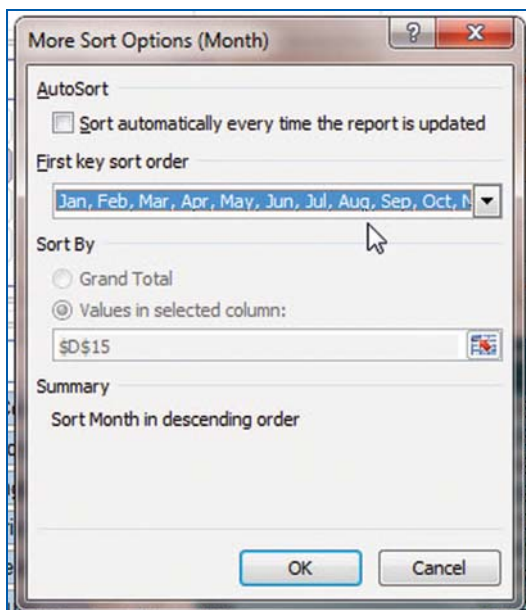 More Sort Options (Month)
AutoSort
Sort automatically every time the report is updated
First key sort order
Jan, Feb, Mar, Apr, May, Jun, Jul, Aug, Sep, Oct,
Sort By
Grand Total
Values in selected column:
$D$15
Summary
Sort Month in descending order
OK
Cancel